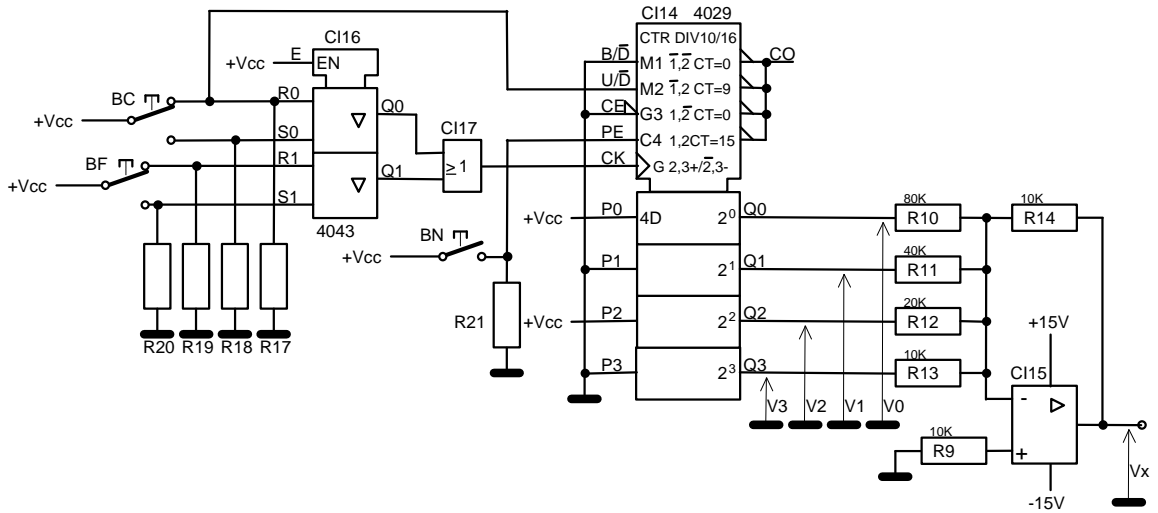 CI14 4029
CTR DIV10/16
B/D̅ M1 1̅,2̅ CT=0 CO
U/D̅ M2 1̅,2 CT=9
CE G3 1,2̅ CT=0
PE C4 1,2CT=15
CK G 2,3+/2̅,3-
CI16
+Vcc E EN
BC R0
+Vcc
Q0
CI17
≥ 1
S0
BF R1
+Vcc
Q1
S1
4043
BN
+Vcc
R21
R20 R19 R18 R17
+Vcc P0 4D 2⁰ Q0 80K R10 10K R14
P1 2¹ Q1 40K R11
+Vcc P2 2² Q2 20K R12
P3 2³ Q3 10K R13
V3 V2 V1 V0
+15V
CI15
-
+
10K
R9
-15V
Vx